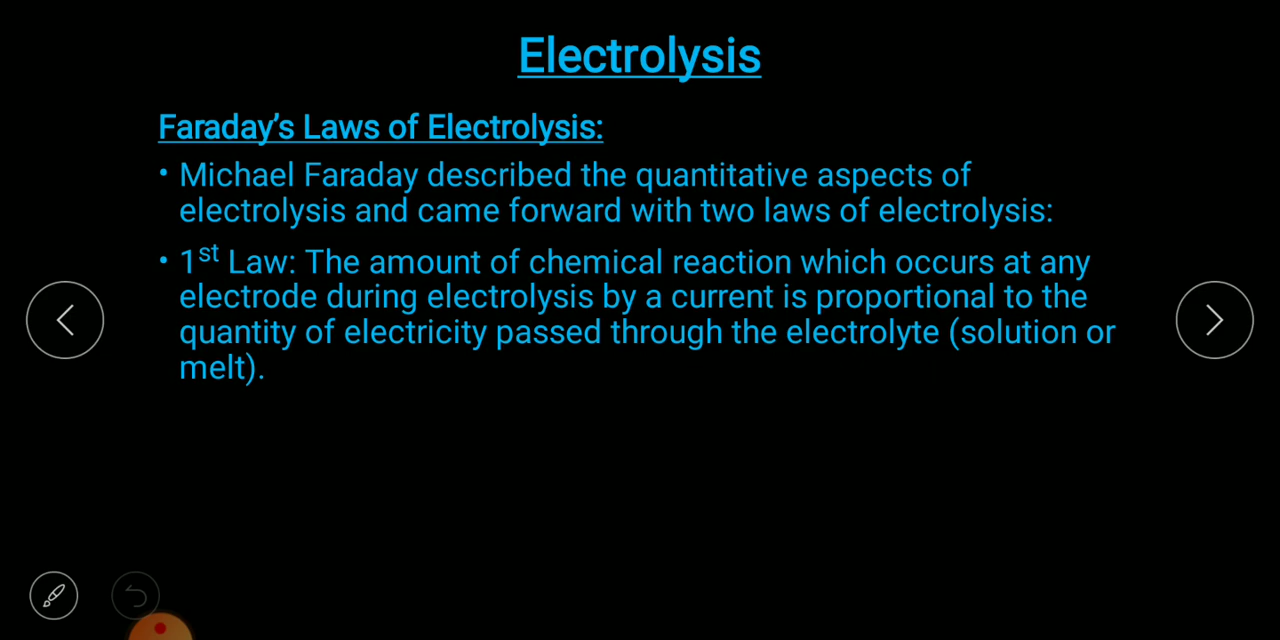 Electrolysis
Faraday's Laws of Electrolysis:
• Michael Faraday described the quantitative aspects of
electrolysis and came forward with two laws of electrolysis:
• 1st Law: The amount of chemical reaction which occurs at any
electrode during electrolysis by a current is proportional to the
quantity of electricity passed through the electrolyte (solution or
melt).